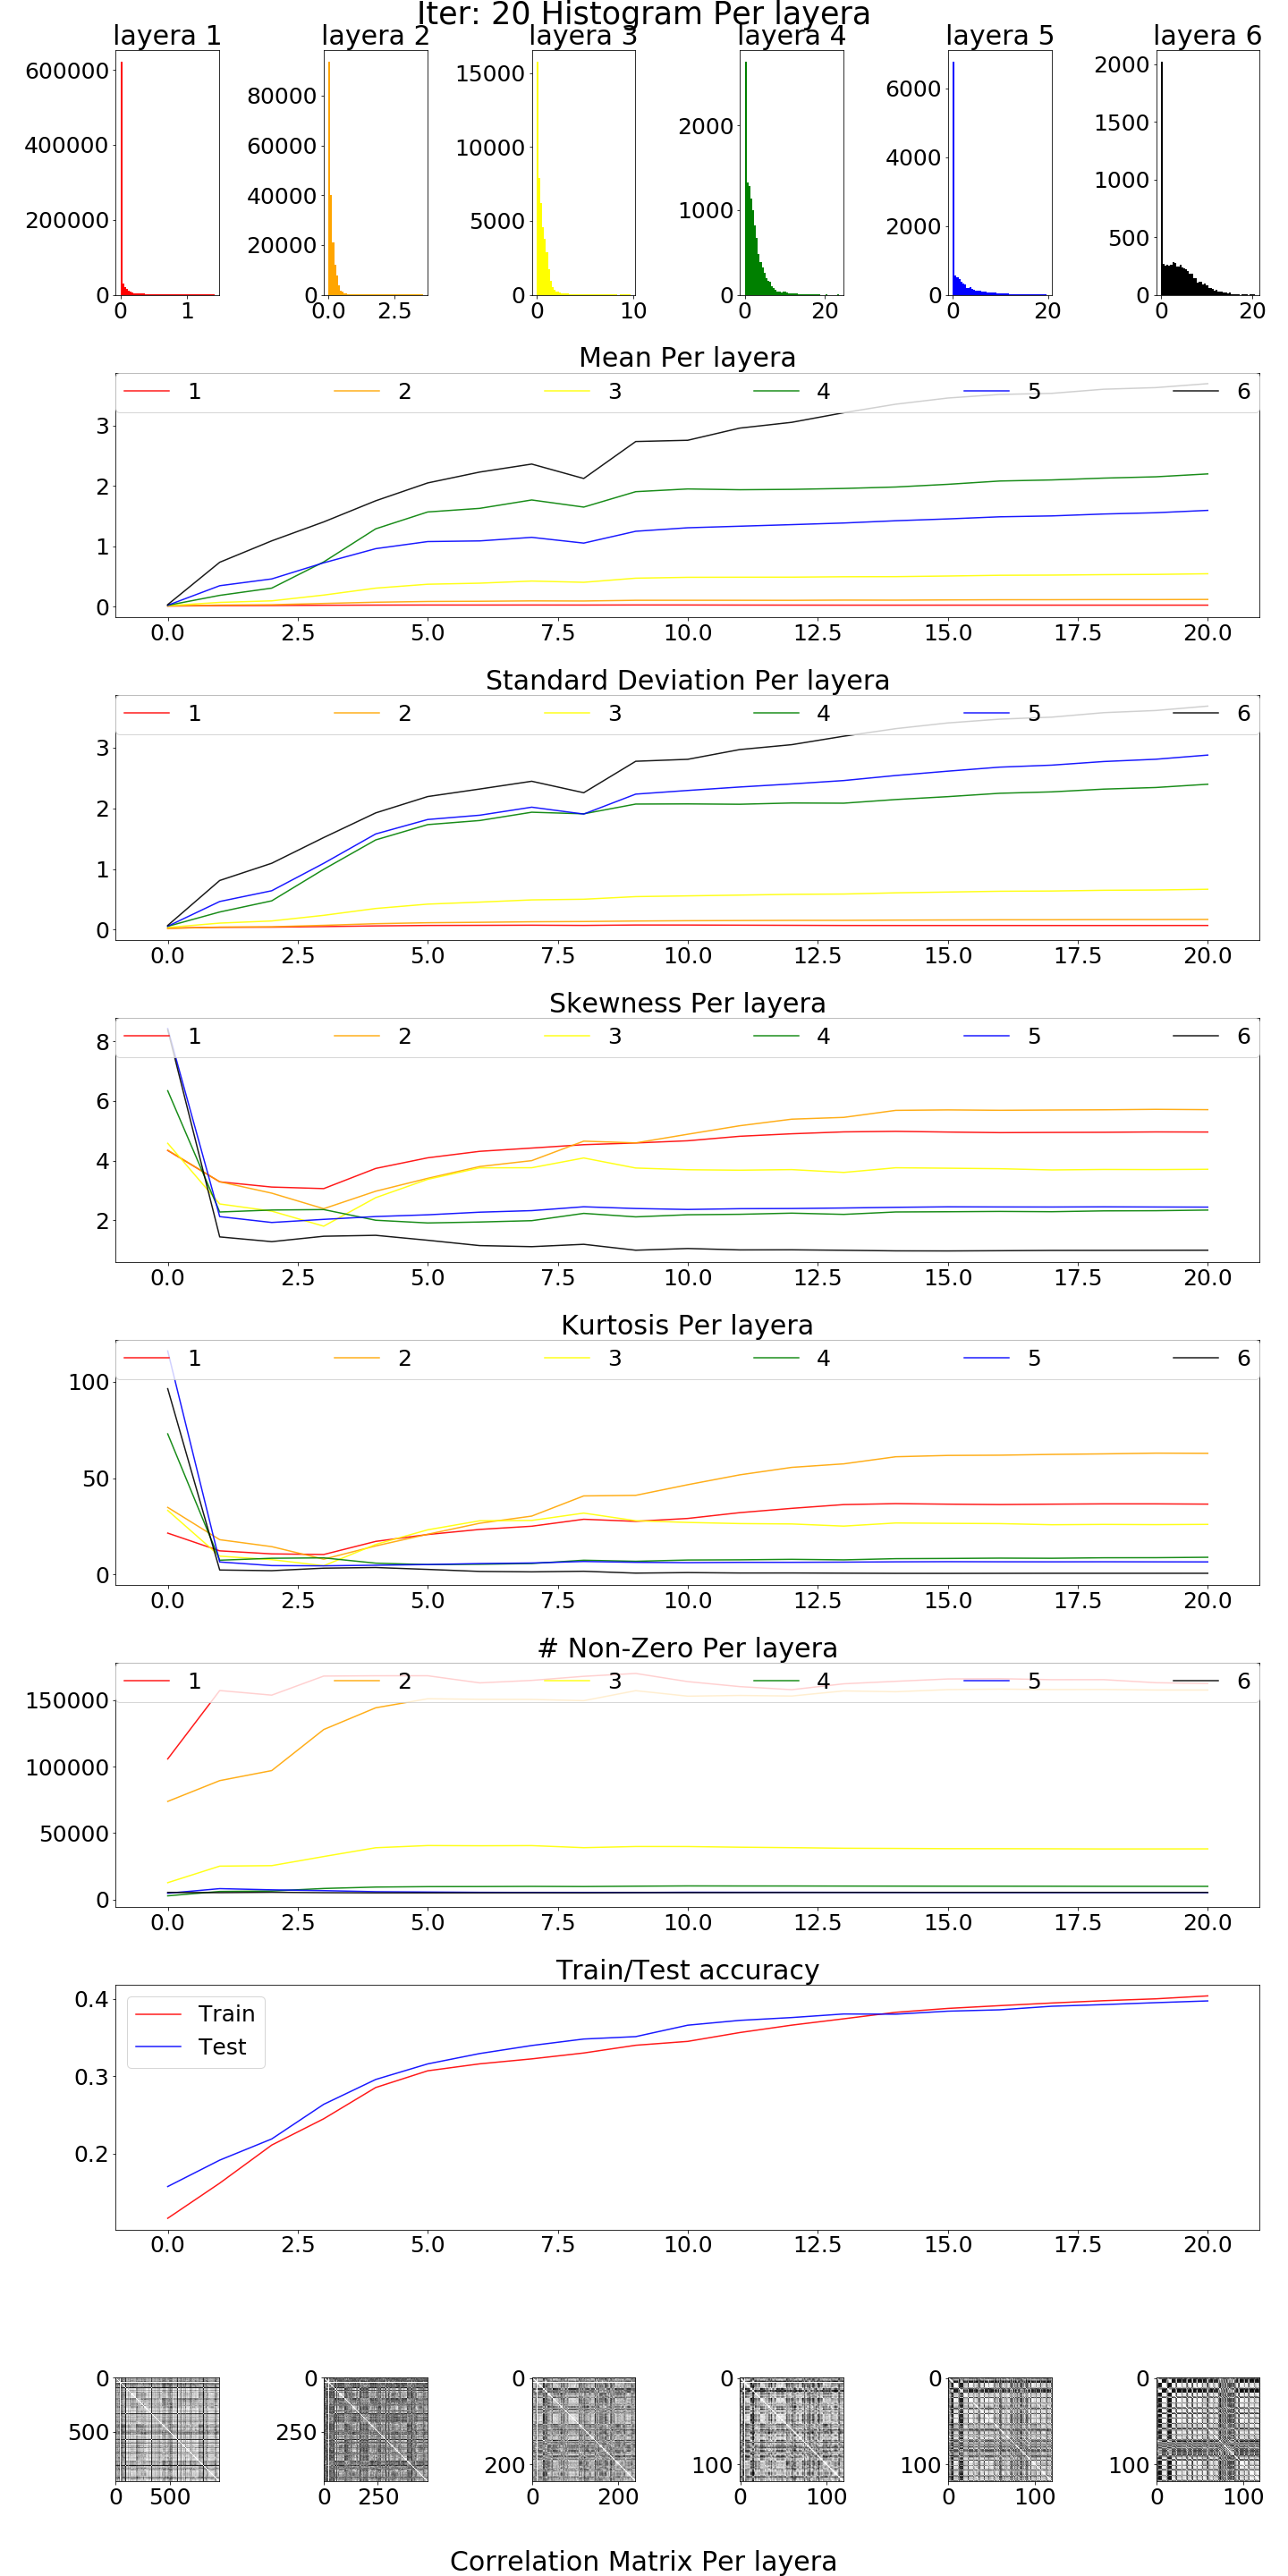 Iter: 20 Histogram Per layera
layera 1 layera 2 layera 3 layera 4 layera 5 layera 6
600000 400000 200000 0 0 1
80000 60000 40000 20000 0 0.0 2.5
15000 10000 5000 0 0 10
2000 1000 0 0 20
6000 4000 2000 0 0 20
2000 1500 1000 500 0 0 20
Mean Per layera
1 2 3 4 5 6
3
2
1
0
0.0 2.5 5.0 7.5 10.0 12.5 15.0 17.5 20.0
Standard Deviation Per layera
1 2 3 4 5 6
3
2
1
0
0.0 2.5 5.0 7.5 10.0 12.5 15.0 17.5 20.0
Skewness Per layera
8 1 2 3 4 5 6
6
4
2
0.0 2.5 5.0 7.5 10.0 12.5 15.0 17.5 20.0
Kurtosis Per layera
1 2 3 4 5 6
100
50
0
0.0 2.5 5.0 7.5 10.0 12.5 15.0 17.5 20.0
# Non-Zero Per layera
1 2 3 4 5 6
150000
100000
50000
0
0.0 2.5 5.0 7.5 10.0 12.5 15.0 17.5 20.0
Train/Test accuracy
0.4 Train
Test
0.3
0.2
0.0 2.5 5.0 7.5 10.0 12.5 15.0 17.5 20.0
0 0 0 0 0 0
500 250 200 100 100 100
0 500 0 250 0 200 0 100 0 100 0 100
Correlation Matrix Per layera